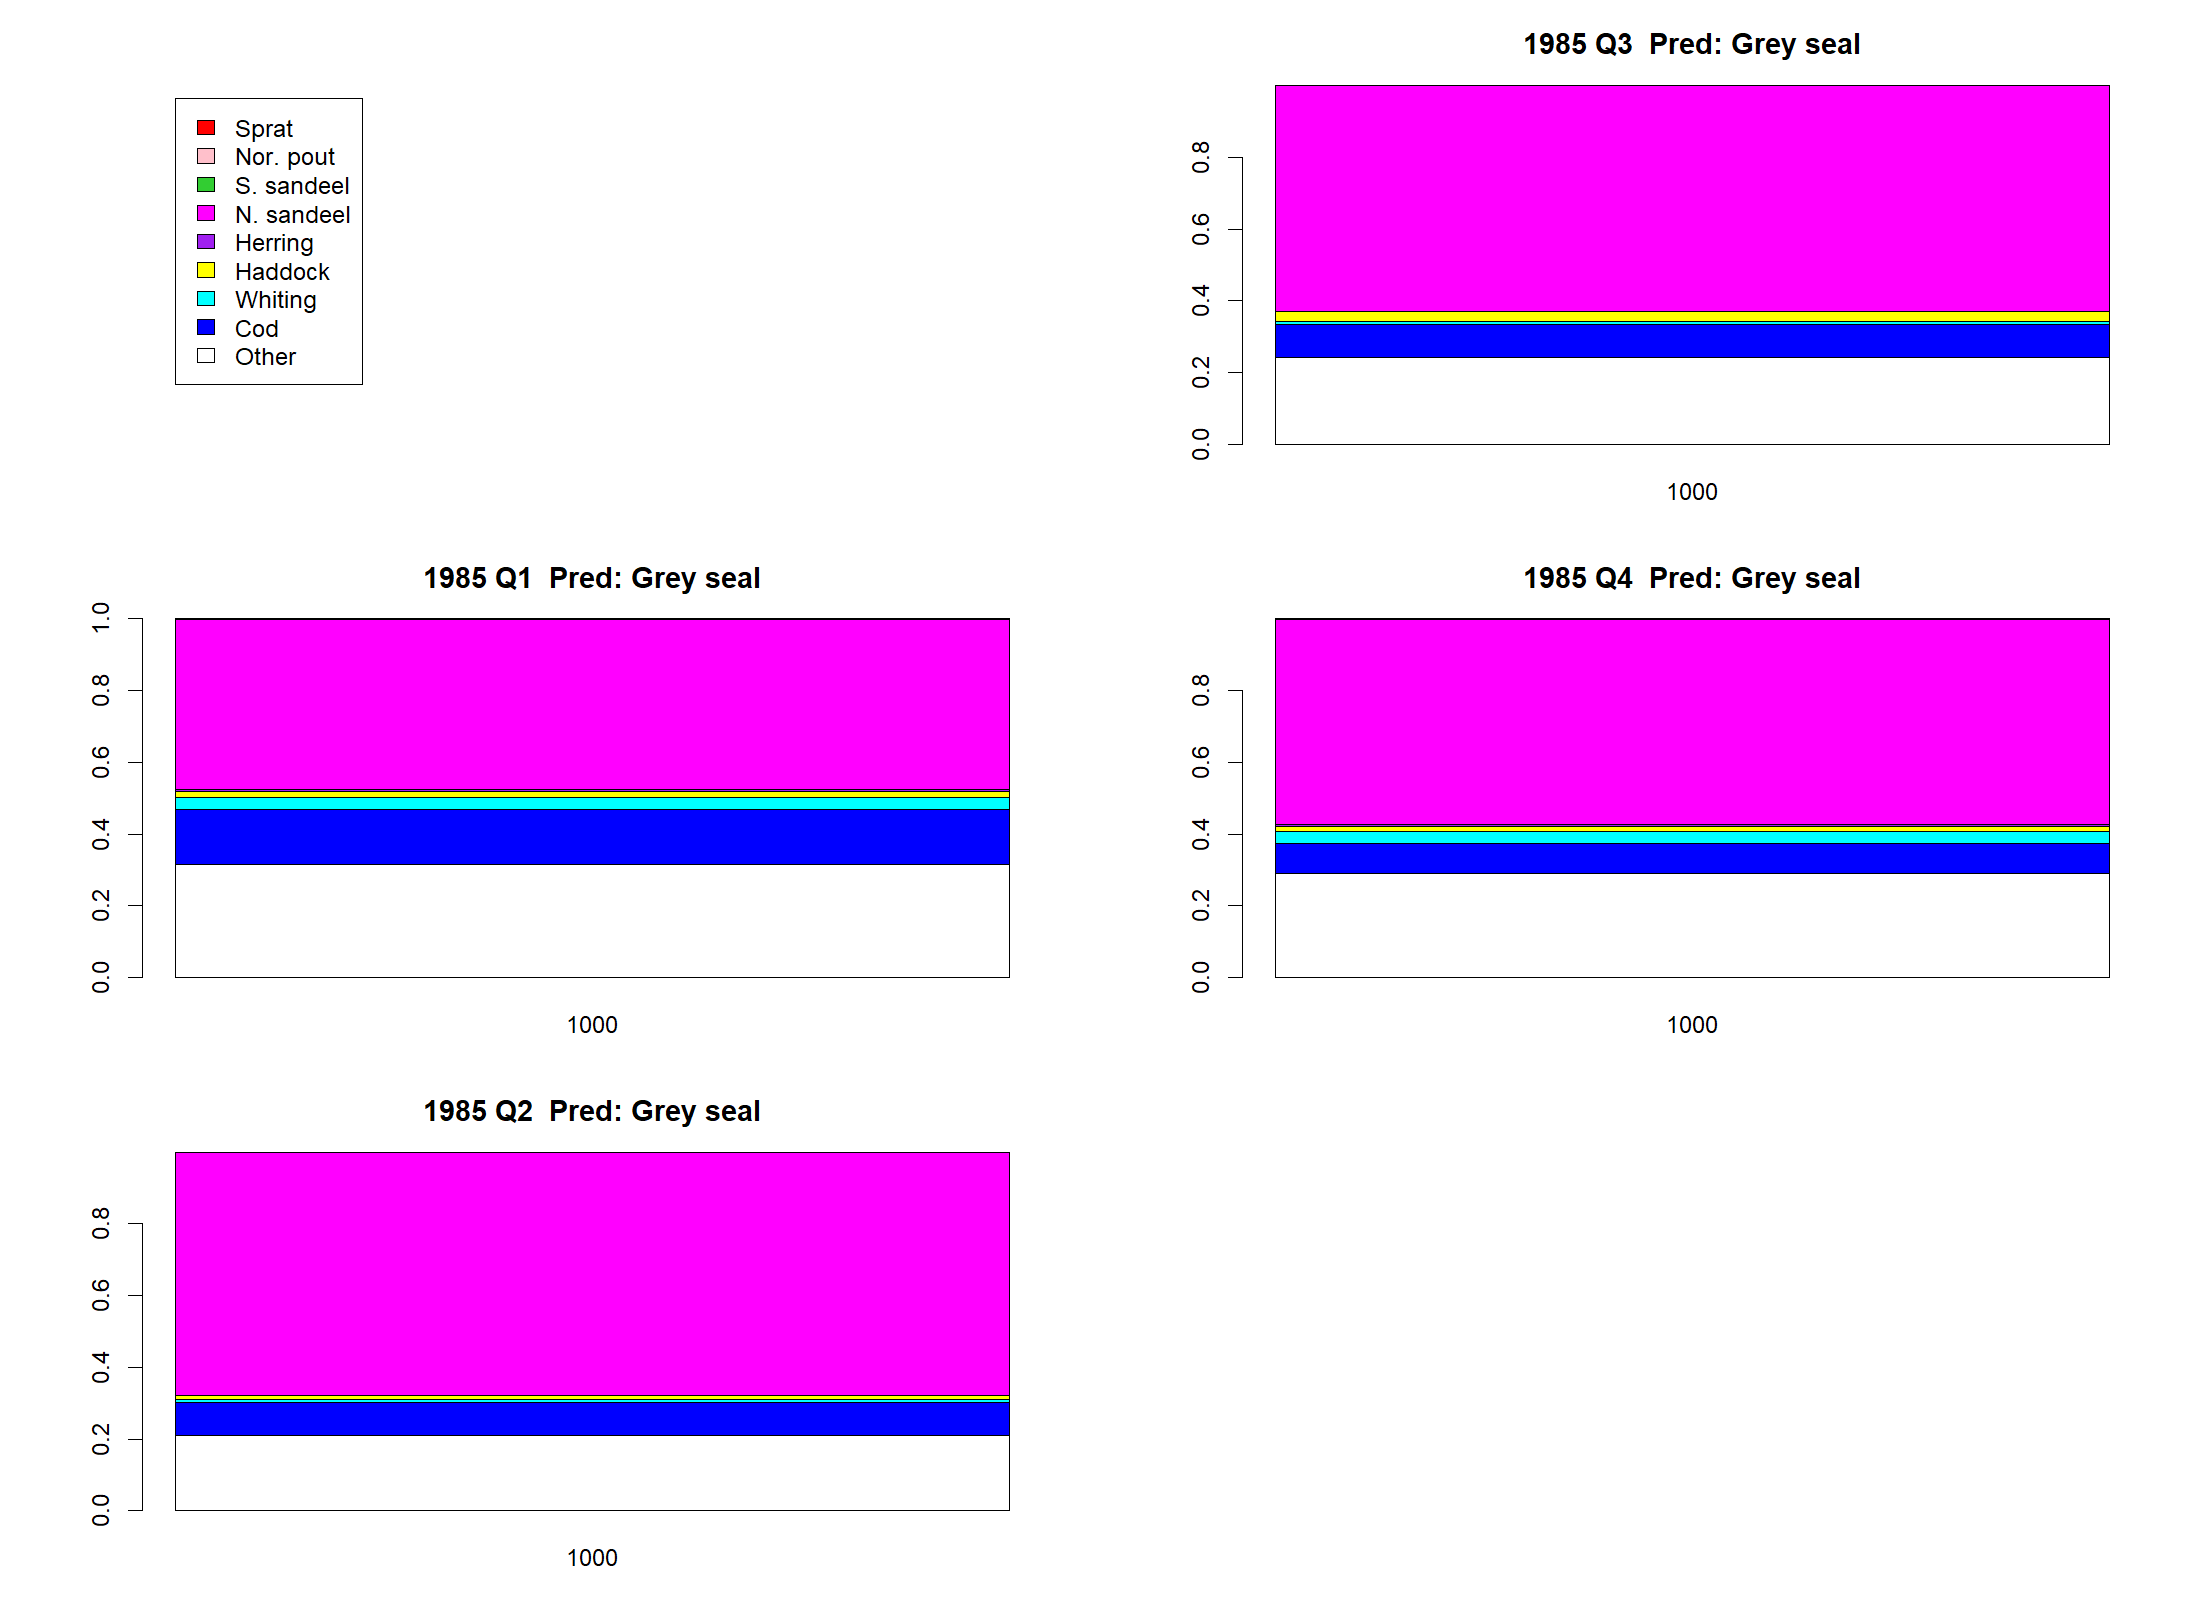 Sprat
Nor. pout
S. sandeel
N. sandeel
Herring
Haddock
Whiting
Cod
Other
1985 Q3 Pred: Grey seal
0.8
0.6
0.4
0.2
0.0
1000
1985 Q1 Pred: Grey seal
1.0
0.8
0.6
0.4
0.2
0.0
1000
1985 Q4 Pred: Grey seal
0.8
0.6
0.4
0.2
0.0
1000
1985 Q2 Pred: Grey seal
0.8
0.6
0.4
0.2
0.0
1000